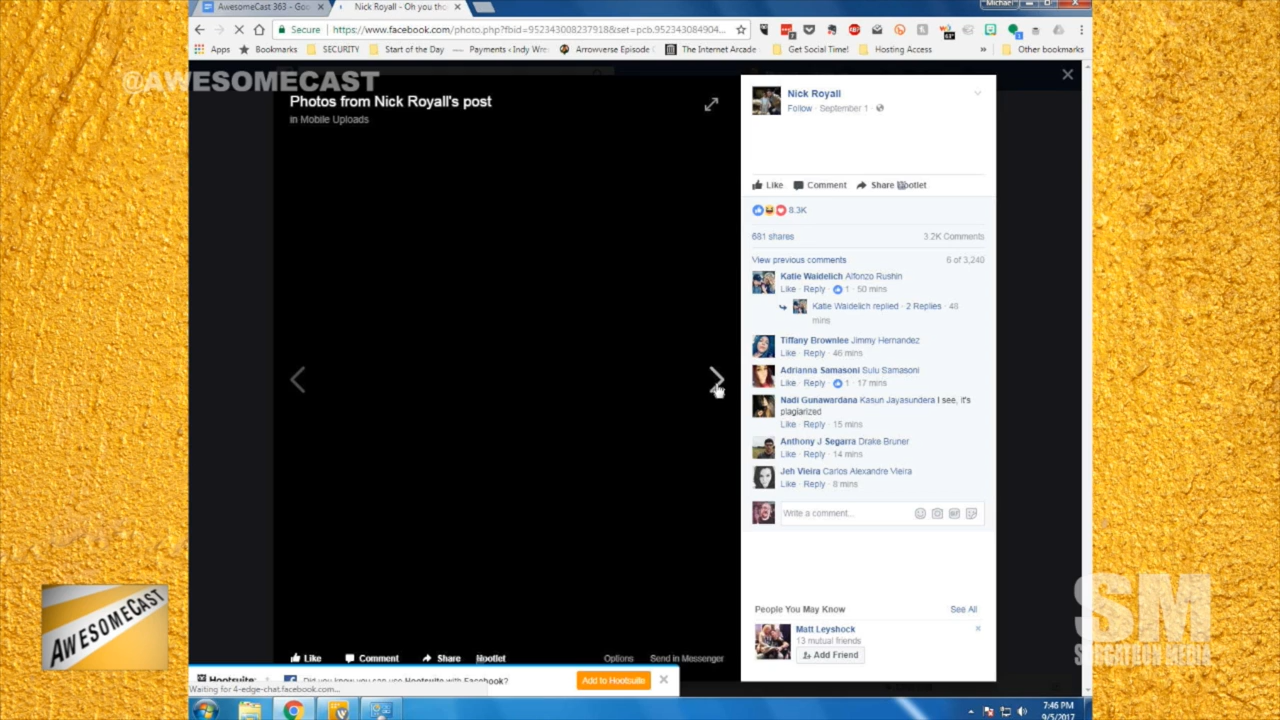 AwesomeCast 363 - Goo
Nick Royall - Oh you tho
Michael
Secure
https://www.facebook.com/photo.php?fbid=952343008237918&set=pcb.952343084904...
Apps
Bookmarks
SECURITY
Start of the Day
Payments ‹ Indy Wre
Arrowverse Episode
The Internet Arcade
Get Social Time!
Hosting Access
»
Other bookmarks
@AWESOMECAST
Photos from Nick Royall's post
in Mobile Uploads
Nick Royall
Follow · September 1 ·
Like
Comment
Share
8.3K
681 shares
3.2K Comments
View previous comments
6 of 3,240
Katie Waidelich Alfonzo Rushin
Like · Reply · 1 · 50 mins
Katie Waidelich replied · 2 Replies · 48
mins
Tiffany Brownlee Jimmy Hernandez
Like · Reply · 46 mins
Adrianna Samasoni Sulu Samasoni
Like · Reply · 1 · 17 mins
Nadi Gunawardana Kasun Jayasundera I see, it's
plagiarized
Like · Reply · 15 mins
Anthony J Segarra Drake Bruner
Like · Reply · 14 mins
Jeh Vieira Carlos Alexandre Vieira
Like · Reply · 8 mins
Write a comment...
People You May Know
See All
Matt Leyshock
13 mutual friends
Add Friend
Like
Comment
Share
Hootlet
Options
Send in Messenger
Hootsuite:
Did you know you can use Hootsuite with Facebook?
Add to Hootsuite
Waiting for 4-edge-chat.facebook.com...
AWESOMECAST
SM
MEDIA
7:46 PM
9/5/2017